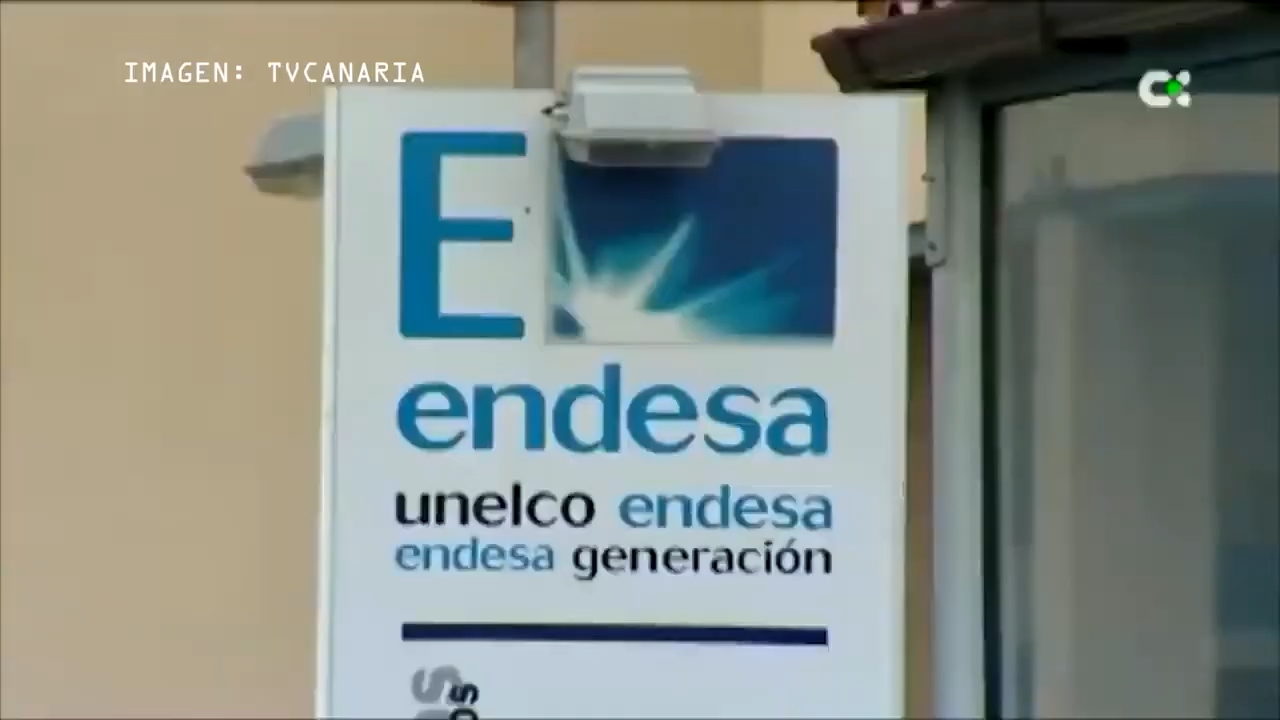 IMAGEN: TVCANARIA
E
endesa
unelco endesa
endesa generación